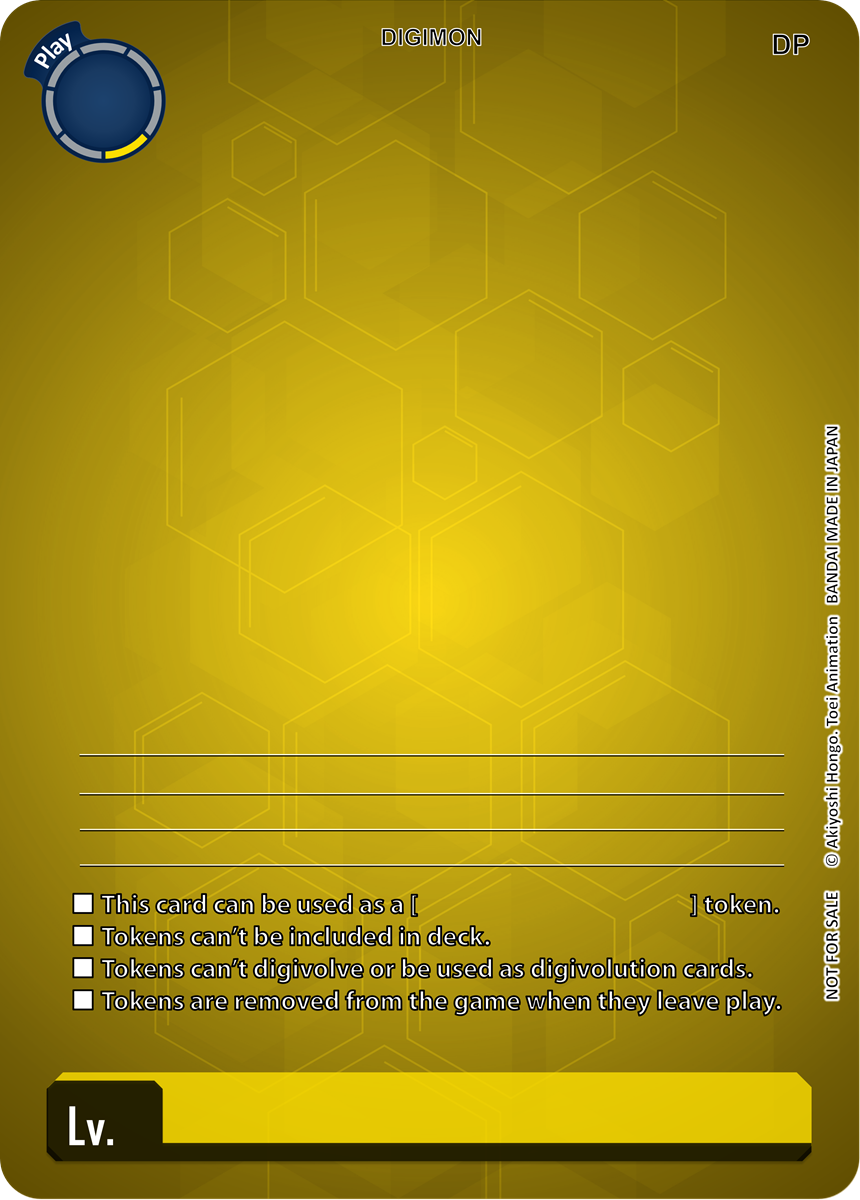 Play
DIGIMON
DP
This card can be used as a [ ] token.
Tokens can't be included in deck.
Tokens can't digivolve or be used as digivolution cards.
Tokens are removed from the game when they leave play.
Lv.
NOT FOR SALE © Akiyoshi Hongo, Toei Animation BANDAI MADE IN JAPAN